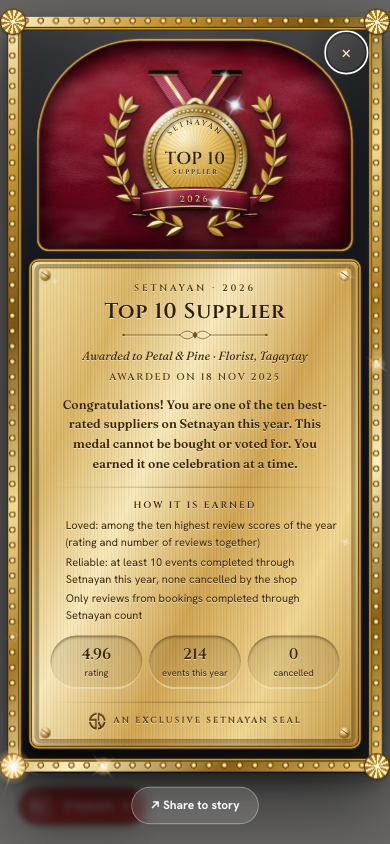 ×
SETNAYAN
TOP 10
SUPPLIER
2026
SETNAYAN · 2026
TOP 10 SUPPLIER
Awarded to Petal & Pine · Florist, Tagaytay
AWARDED ON 18 NOV 2025
Congratulations! You are one of the ten best-
rated suppliers on Setnayan this year. This
medal cannot be bought or voted for. You
earned it one celebration at a time.
HOW IT IS EARNED
Loved: among the ten highest review scores of the year
(rating and number of reviews together)
Reliable: at least 10 events completed through
Setnayan this year, none cancelled by the shop
Only reviews from bookings completed through
Setnayan count
4.96
rating
214
events this year
0
cancelled
AN EXCLUSIVE SETNAYAN SEAL
↗ Share to story